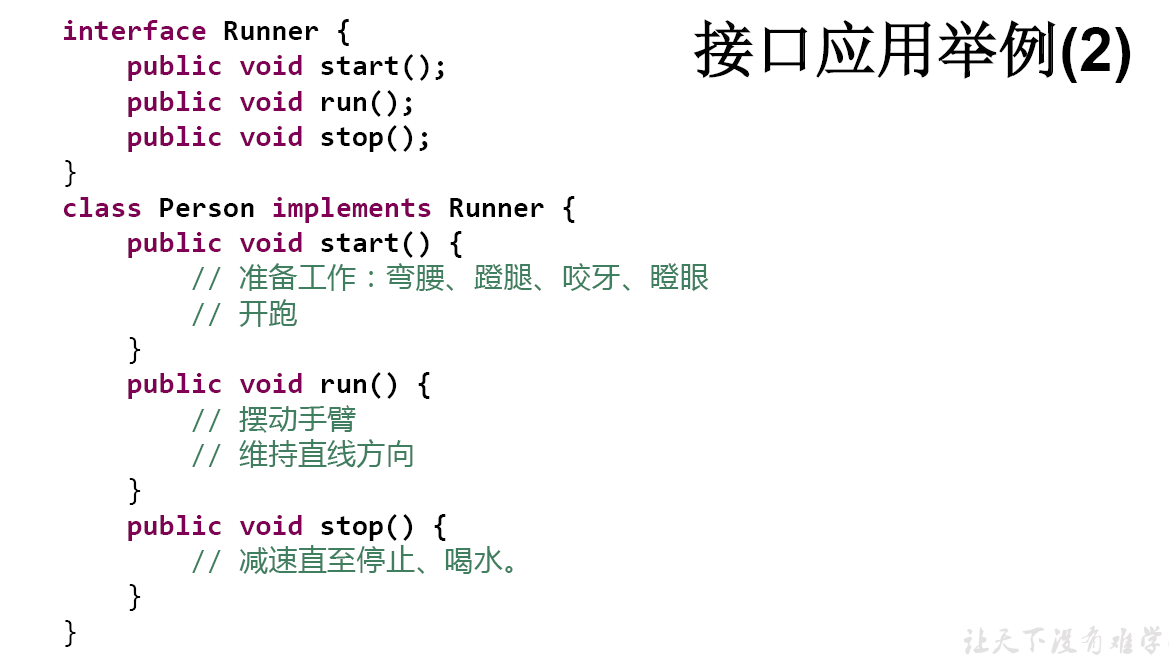 接口应用举例(2)
interface Runner {
    public void start();
    public void run();
    public void stop();
}
class Person implements Runner {
    public void start() {
        // 准备工作：弯腰、蹬腿、咬牙、瞪眼
        // 开跑
    }
    public void run() {
        // 摆动手臂
        // 维持直线方向
    }
    public void stop() {
        // 减速直至停止、喝水。
    }
}
让天下没有难学